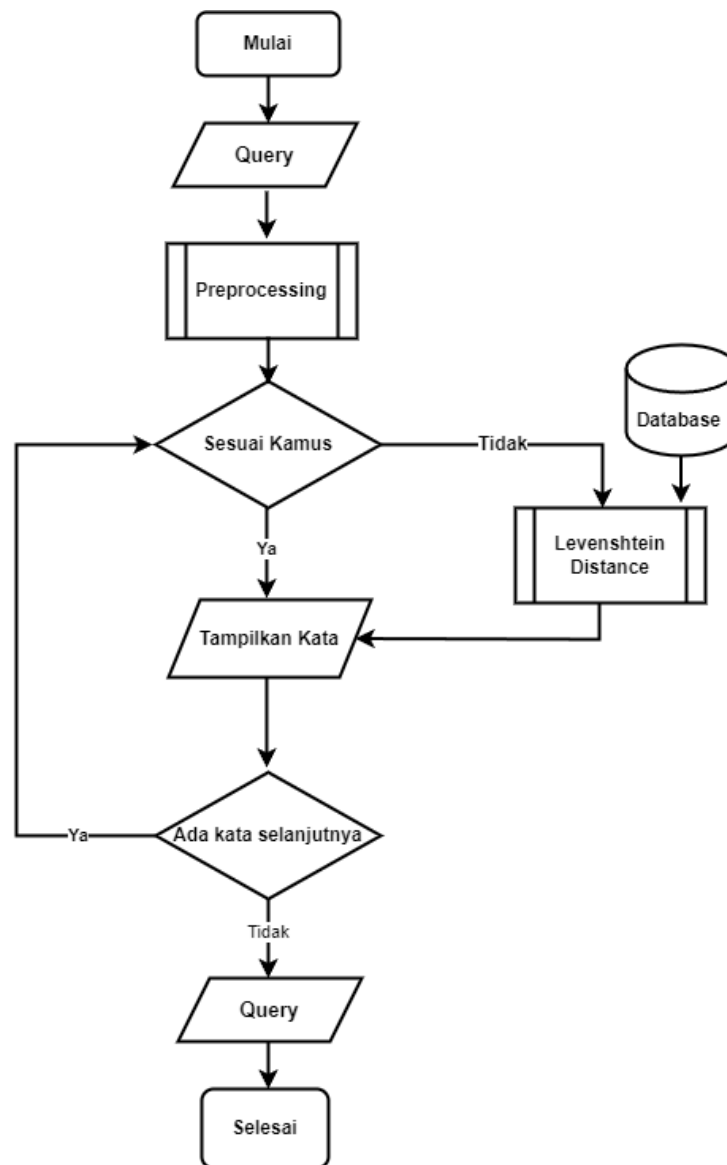 Mulai
Query
Preprocessing
Sesuai Kamus
Tidak
Database
Levenshtein
Distance
Ya
Tampilkan Kata
Ada kata selanjutnya
Ya
Tidak
Query
Selesai